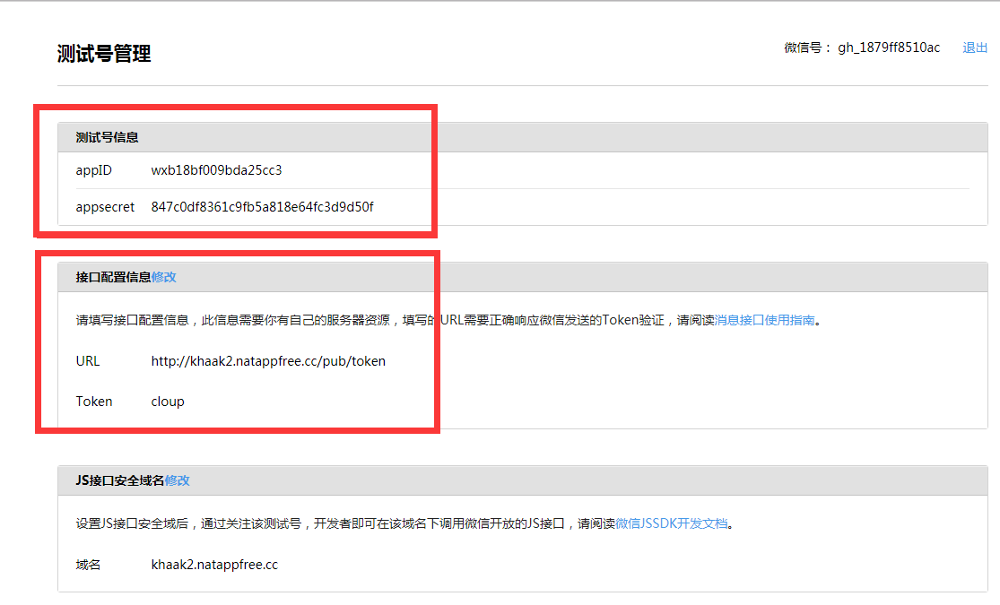 测试号管理
微信号： gh_1879ff8510ac 退出
测试号信息
appID wxb18bf009bda25cc3
appsecret 847c0df8361c9fb5a818e64fc3d9d50f
接口配置信息修改
请填写接口配置信息，此信息需要你有自己的服务器资源，填写的URL需要正确响应微信发送的Token验证，请阅读消息接口使用指南。
URL http://khaak2.natappfree.cc/pub/token
Token cloup
JS接口安全域名修改
设置JS接口安全域后，通过关注该测试号，开发者即可在该域名下调用微信开放的JS接口，请阅读微信JSSDK开发文档。
域名 khaak2.natappfree.cc